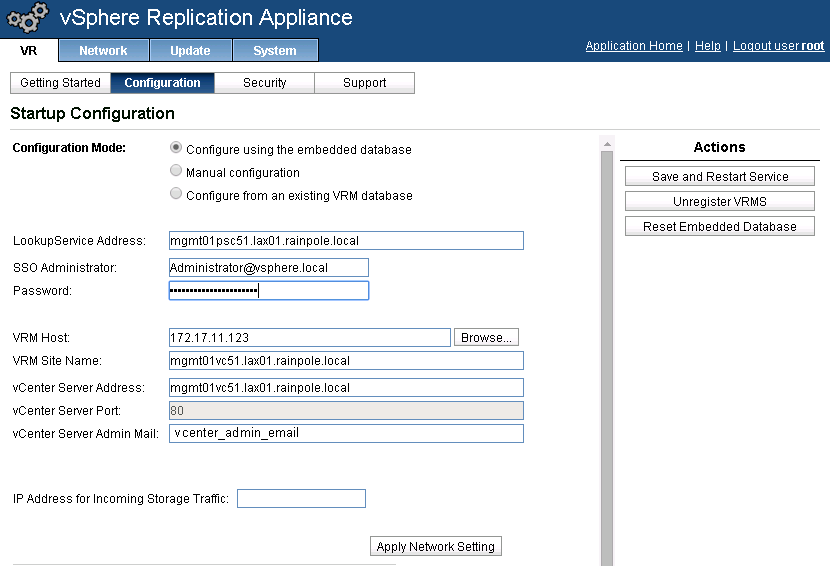 vSphere Replication Appliance
VR Network Update System
Application Home | Help | Logout user root
Getting Started Configuration Security Support
Startup Configuration
Configuration Mode:
Configure using the embedded database
Manual configuration
Configure from an existing VRM database
LookupService Address: mgmt01psc51.lax01.rainpole.local
SSO Administrator: Administrator@vsphere.local
Password:
VRM Host: 172.17.11.123 Browse...
VRM Site Name: mgmt01vc51.lax01.rainpole.local
vCenter Server Address: mgmt01vc51.lax01.rainpole.local
vCenter Server Port: 80
vCenter Server Admin Mail: vcenter_admin_email
IP Address for Incoming Storage Traffic:
Apply Network Setting
Actions
Save and Restart Service
Unregister VRMS
Reset Embedded Database